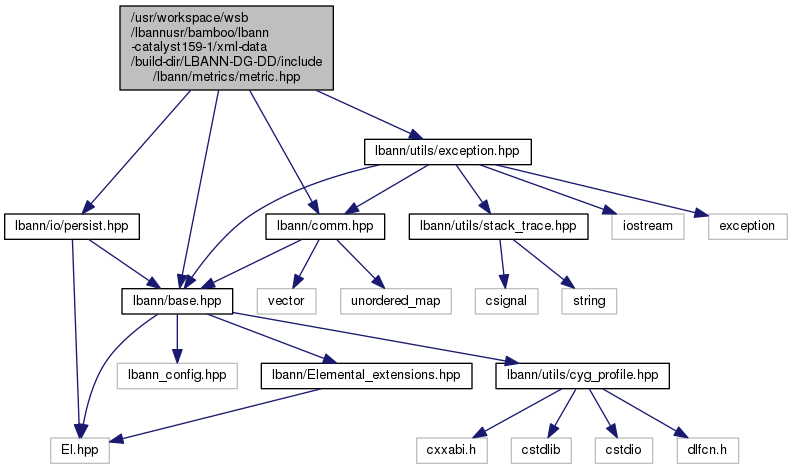 /usr/workspace/wsb
/lbannusr/bamboo/lbann
-catalyst159-1/xml-data
/build-dir/LBANN-DG-DD/include
/lbann/metrics/metric.hpp
lbann/utils/exception.hpp
lbann/io/persist.hpp
lbann/comm.hpp
lbann/utils/stack_trace.hpp
iostream
exception
lbann/base.hpp
vector
unordered_map
csignal
string
lbann_config.hpp
lbann/Elemental_extensions.hpp
lbann/utils/cyg_profile.hpp
El.hpp
cxxabi.h
cstdlib
cstdio
dlfcn.h